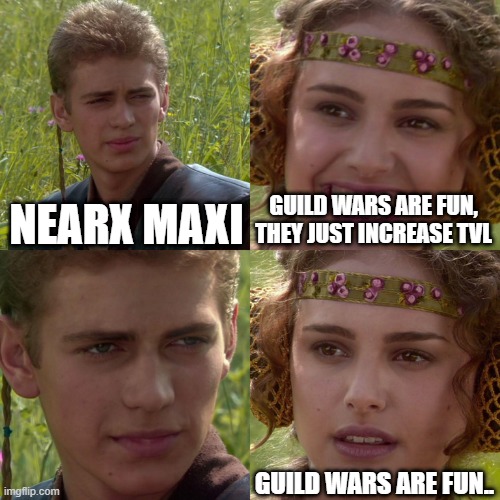 NEARX MAXI
GUILD WARS ARE FUN,
THEY JUST INCREASE TVL
GUILD WARS ARE FUN..
imgflip.com